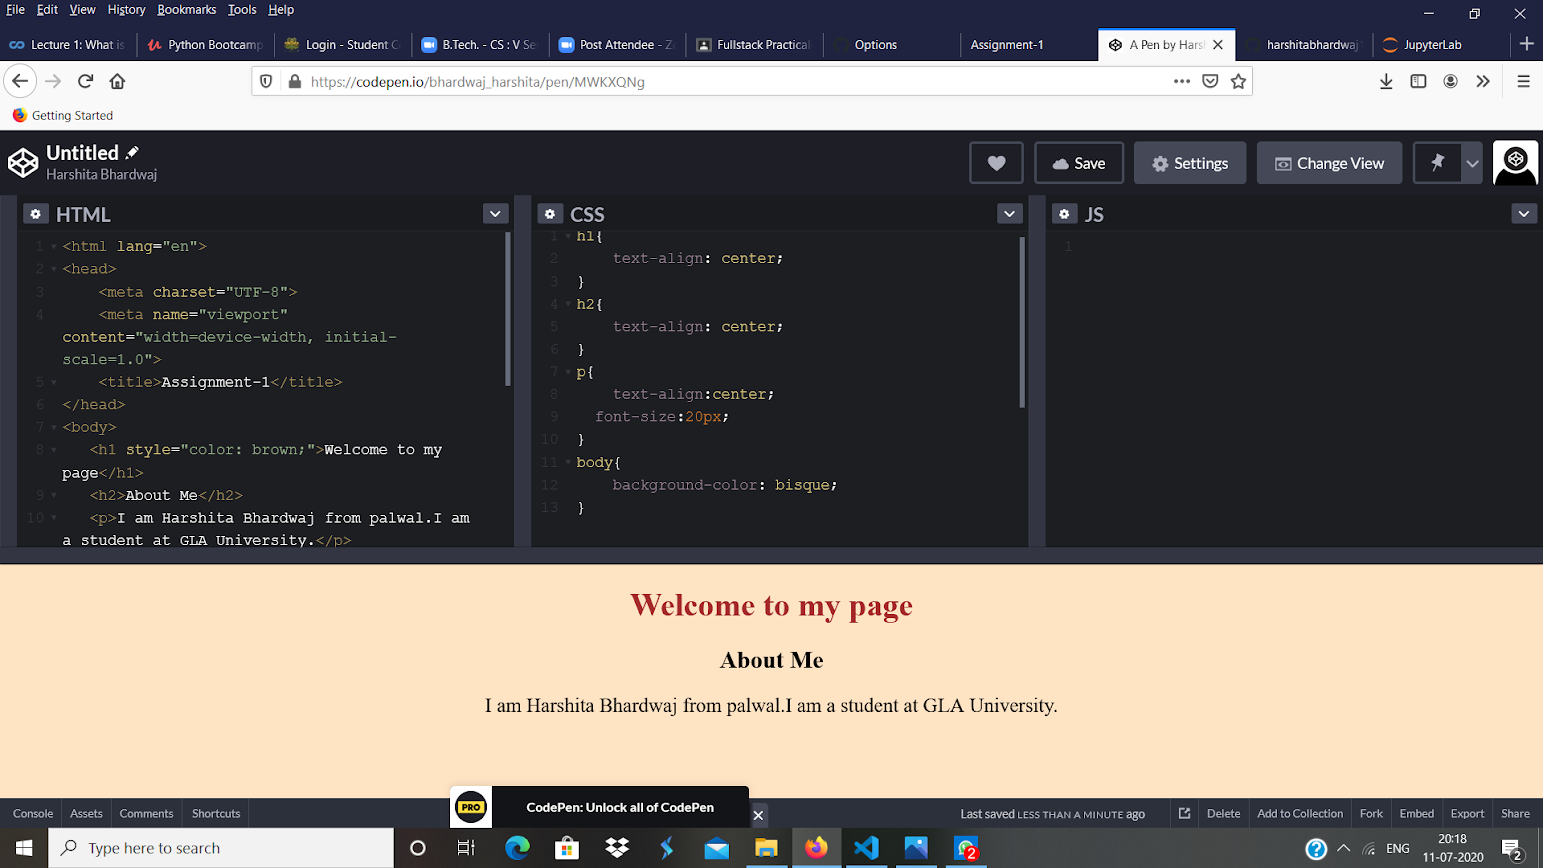 File Edit View History Bookmarks Tools Help
Lecture 1: What is
Python Bootcamp
Login - Student C
B.Tech. - CS : V Se
Post Attendee - Z
Fullstack Practical
Options
Assignment-1
A Pen by Harsh
harshitabhardwaj
JupyterLab
https://codepen.io/bhardwaj_harshita/pen/MWKXQNg
Getting Started
Untitled
Harshita Bhardwaj
Save
Settings
Change View
HTML
1 <html lang="en">
2 <head>
3 <meta charset="UTF-8">
4 <meta name="viewport"
content="width=device-width, initial-
scale=1.0">
5 <title>Assignment-1</title>
6 </head>
7 <body>
8 <h1 style="color: brown;">Welcome to my
page</h1>
9 <h2>About Me</h2>
10 <p>I am Harshita Bhardwaj from palwal.I am
a student at GLA University.</p>
CSS
1 h1{
2 text-align: center;
3 }
4 h2{
5 text-align: center;
6 }
7 p{
8 text-align:center;
9 font-size:20px;
10 }
11 body{
12 background-color: bisque;
13 }
JS
1
Welcome to my page
About Me
I am Harshita Bhardwaj from palwal.I am a student at GLA University.
Console Assets Comments Shortcuts
PRO
CodePen: Unlock all of CodePen
Last saved LESS THAN A MINUTE ago
Delete Add to Collection Fork Embed Export Share
Type here to search
2
ENG
20:18
11-07-2020
2